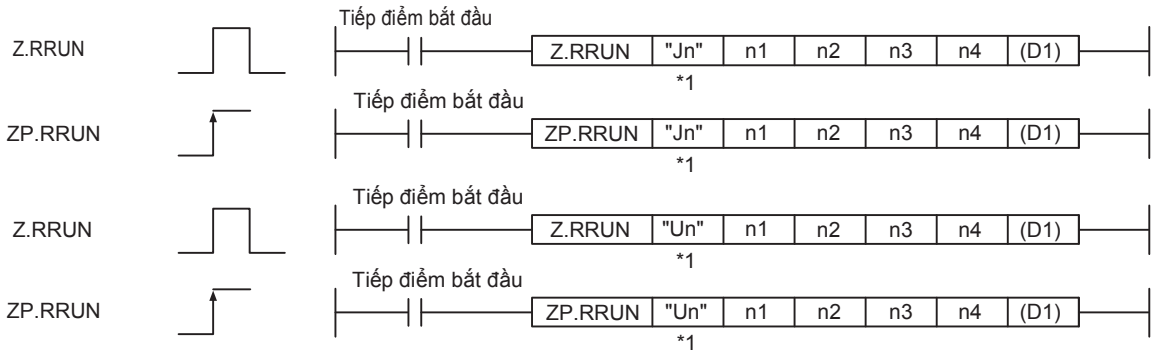 Tiếp điểm bắt đầu
Z.RRUN Z.RRUN "Jn" n1 n2 n3 n4 (D1)
*1
Tiếp điểm bắt đầu
ZP.RRUN ZP.RRUN "Jn" n1 n2 n3 n4 (D1)
*1
Tiếp điểm bắt đầu
Z.RRUN Z.RRUN "Un" n1 n2 n3 n4 (D1)
*1
Tiếp điểm bắt đầu
ZP.RRUN ZP.RRUN "Un" n1 n2 n3 n4 (D1)
*1